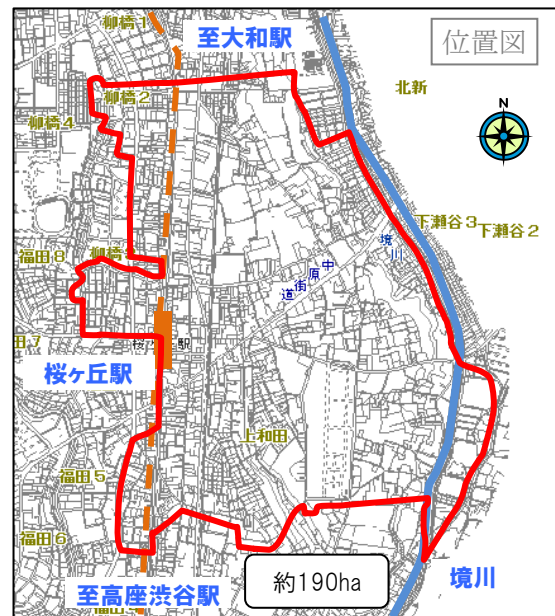 柳橋1
至大和駅
位置図
柳橋2
北新
柳橋4
N
下瀬谷3
下瀬谷2
境川
福田8
中原街道
桜ヶ丘駅
上和田
福田5
福田6
約190ha
境川
至高座渋谷駅